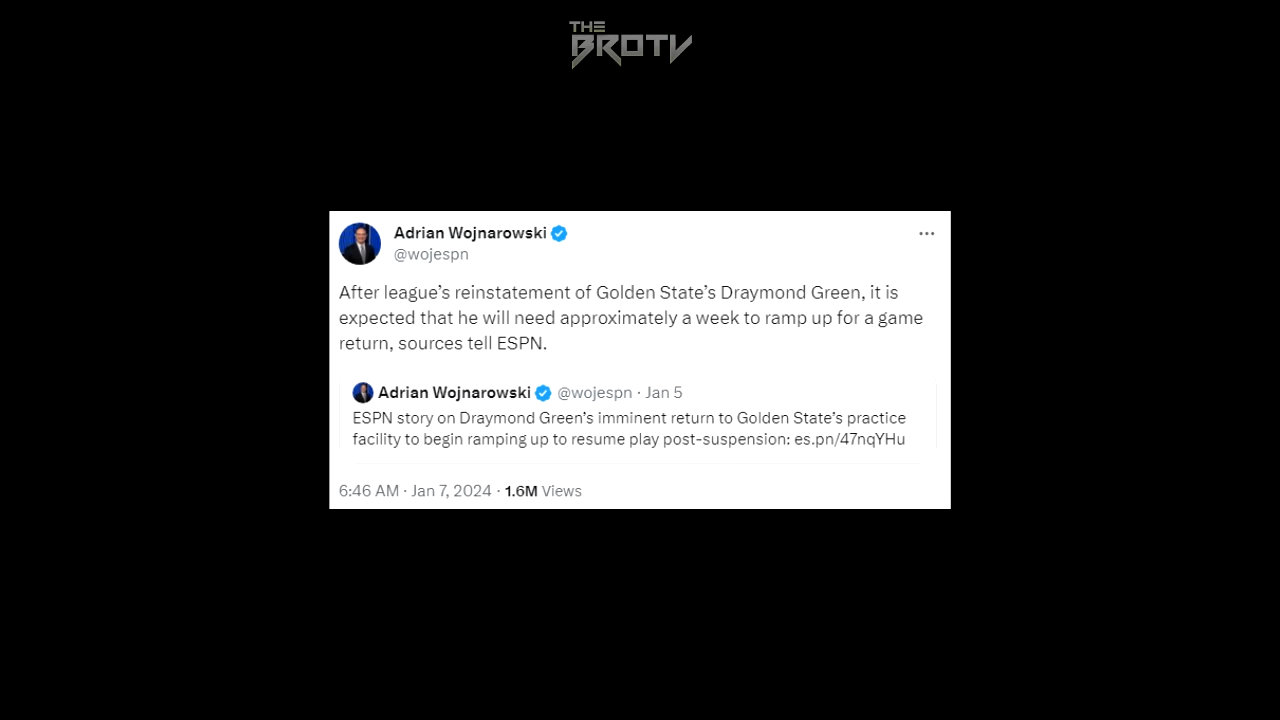 THE
BROTV
Adrian Wojnarowski
@wojespn
After league’s reinstatement of Golden State’s Draymond Green, it is
expected that he will need approximately a week to ramp up for a game
return, sources tell ESPN.
Adrian Wojnarowski @wojespn · Jan 5
ESPN story on Draymond Green’s imminent return to Golden State’s practice
facility to begin ramping up to resume play post-suspension: es.pn/47nqYHu
6:46 AM · Jan 7, 2024 · 1.6M Views